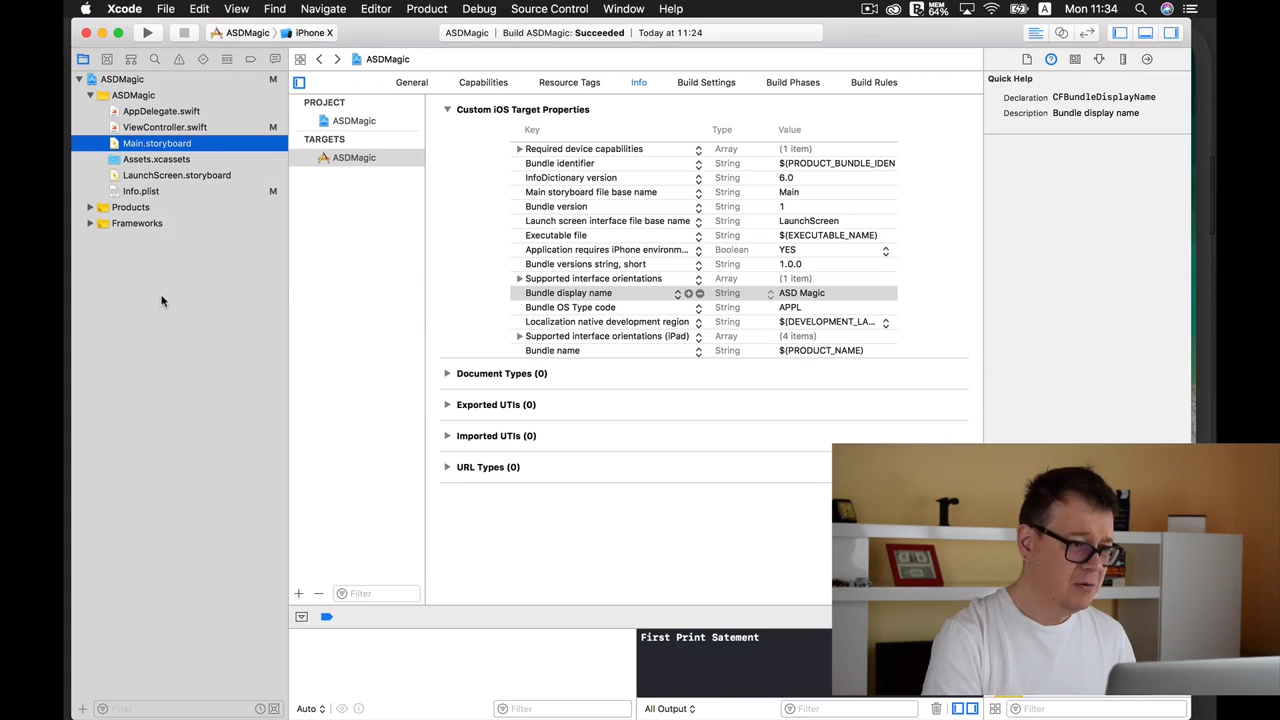 Xcode File Edit View Find Navigate Editor Product Debug Source Control Window Help MEM 64% A Mon 11:34
ASDMagic iPhone X ASDMagic Build ASDMagic: Succeeded Today at 11:24
ASDMagic
ASDMagic M
ASDMagic
AppDelegate.swift
ViewController.swift M
Main.storyboard
Assets.xcassets
LaunchScreen.storyboard
Info.plist M
Products
Frameworks
Filter
General Capabilities Resource Tags Info Build Settings Build Phases Build Rules
PROJECT
ASDMagic
TARGETS
ASDMagic
Filter
Custom iOS Target Properties
Key Type Value
Required device capabilities Array (1 item)
Bundle identifier String $(PRODUCT_BUNDLE_IDEN
InfoDictionary version String 6.0
Main storyboard file base name String Main
Bundle version String 1
Launch screen interface file base name String LaunchScreen
Executable file String $(EXECUTABLE_NAME)
Application requires iPhone environm... Boolean YES
Bundle versions string, short String 1.0.0
Supported interface orientations Array (1 item)
Bundle display name String ASD Magic
Bundle OS Type code String APPL
Localization native development region String $(DEVELOPMENT_LA...
Supported interface orientations (iPad) Array (4 items)
Bundle name String $(PRODUCT_NAME)
Document Types (0)
Exported UTIs (0)
Imported UTIs (0)
URL Types (0)
Quick Help
Declaration CFBundleDisplayName
Description Bundle display name
First Print Satement
Auto Filter All Output Filter Filter